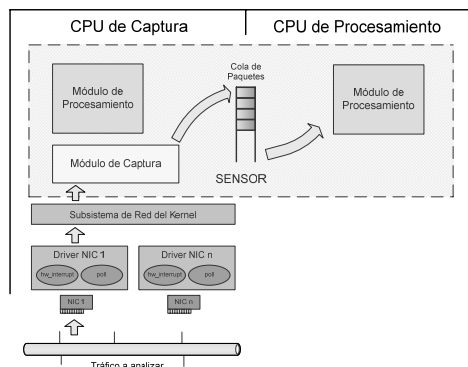 CPU de Captura
CPU de Procesamiento
Módulo de
Procesamiento
Cola de
Paquetes
Módulo de
Procesamiento
Módulo de Captura
SENSOR
Subsistema de Red del Kernel
Driver NIC 1
hw_interrupt
poll
Driver NIC n
hw_interrupt
poll
NIC 1
NIC n
Tráfico a analizar